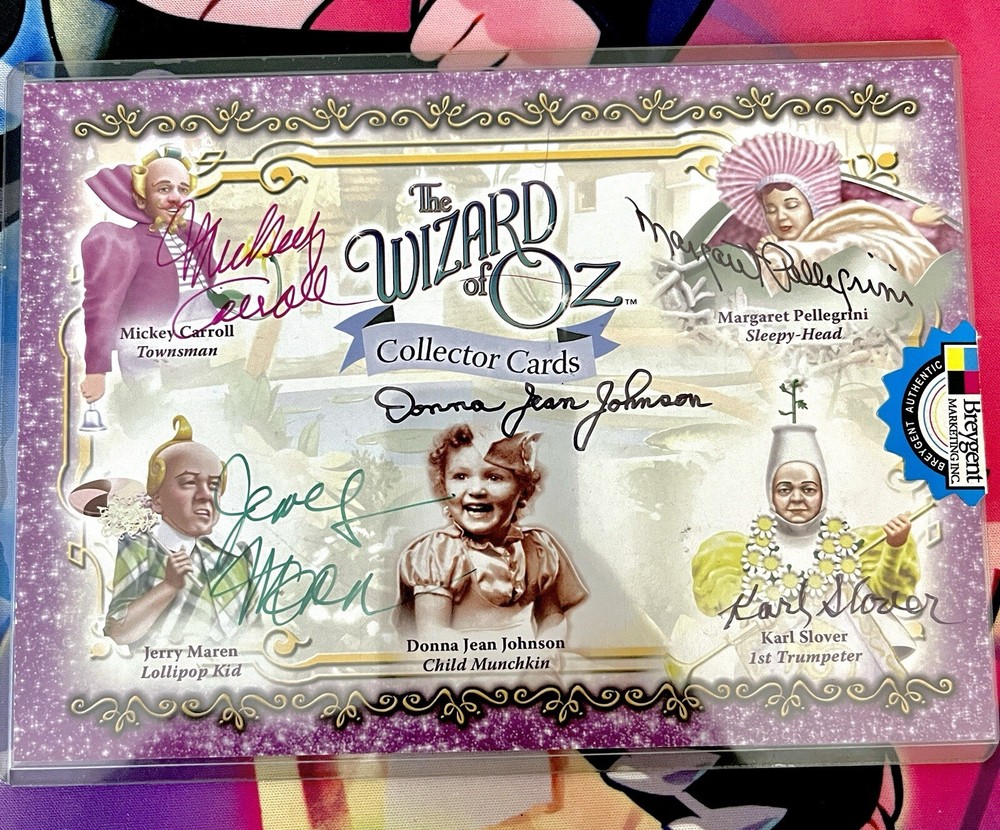 The
WIZARD
of OZ™
Collector Cards
Mickey
Carroll
Mickey Carroll
Townsman
Margaret Pellegrini
Margaret Pellegrini
Sleepy-Head
Donna Jean Johnson
BREYGENT AUTHENTIC
Breygent
MARKETING INC.
Jerry
Maren
Jerry Maren
Lollipop Kid
Donna Jean Johnson
Child Munchkin
Karl Slover
Karl Slover
1st Trumpeter